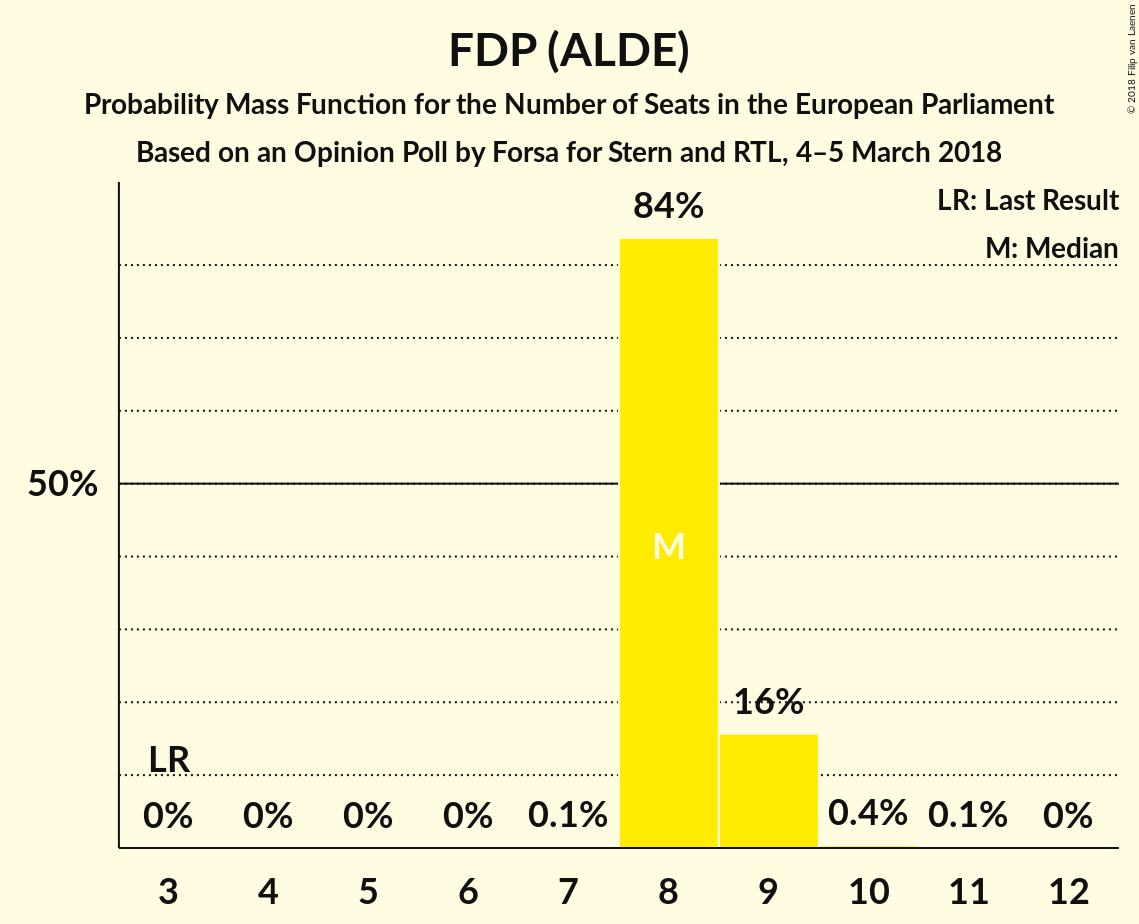 FDP (ALDE)
Probability Mass Function for the Number of Seats in the European Parliament
Based on an Opinion Poll by Forsa for Stern and RTL, 4–5 March 2018
© 2018 Filip van Laenen
LR: Last Result
M: Median
84%
50%
M
16%
LR
0% 0% 0% 0% 0.1% 0.4% 0.1% 0%
3 4 5 6 7 8 9 10 11 12